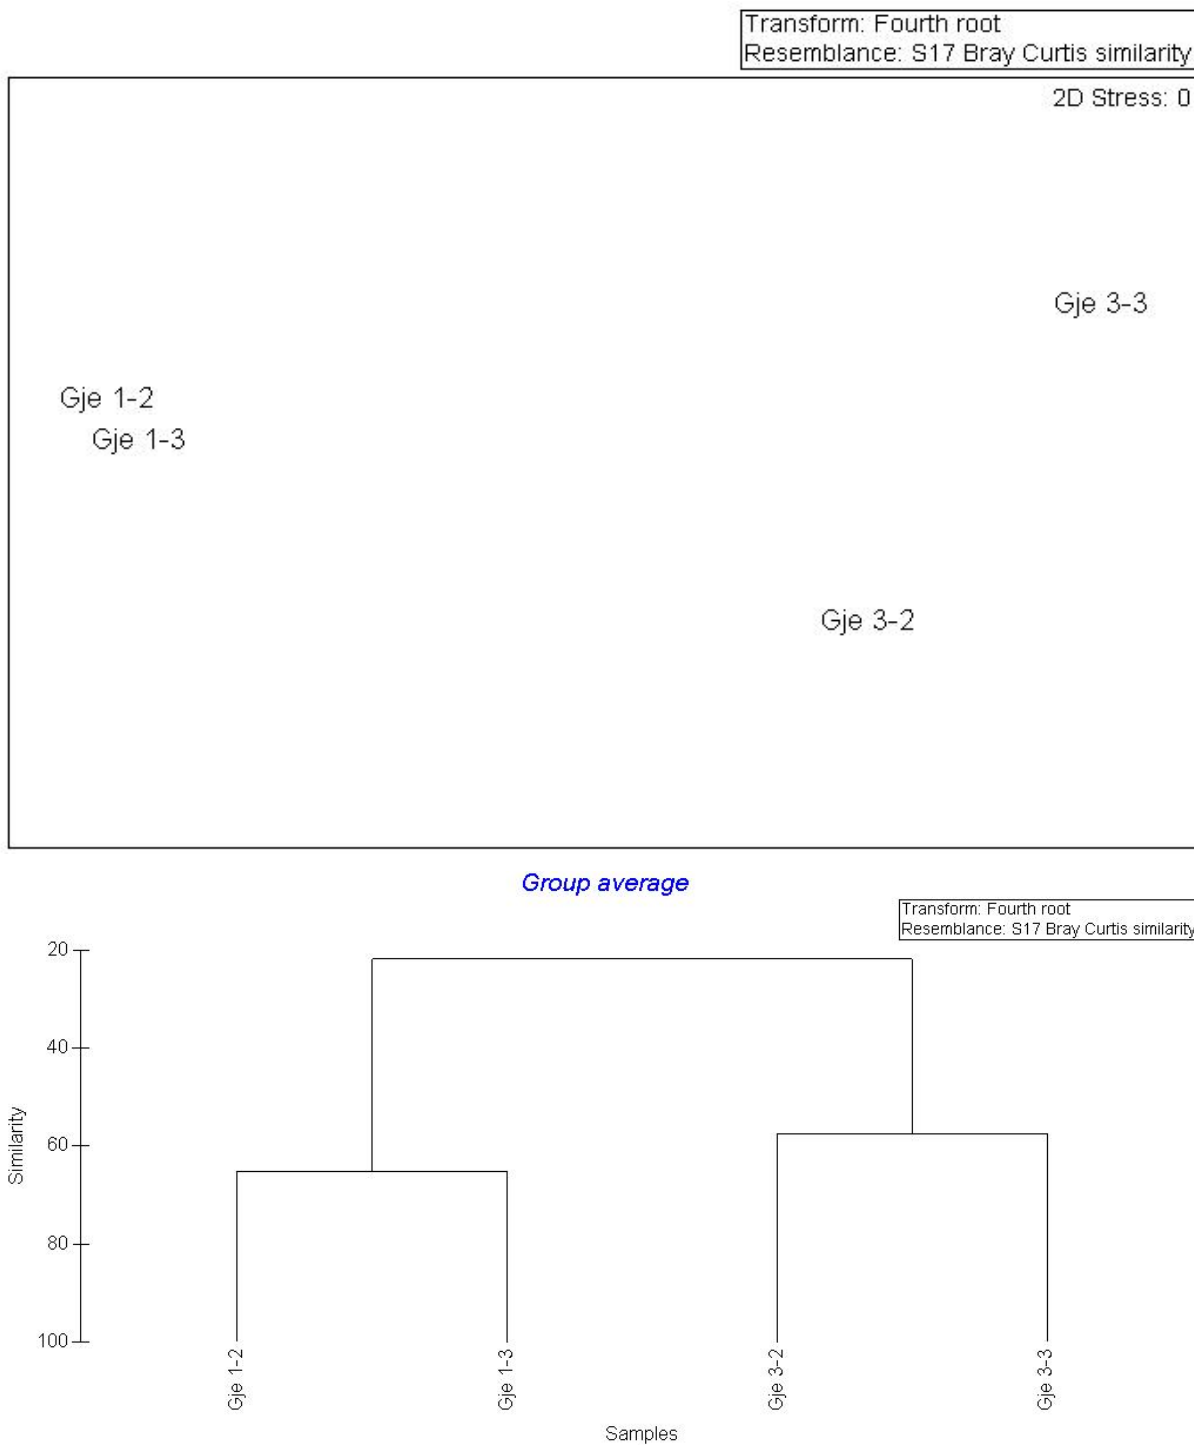 Transform: Fourth root
Resemblance: S17 Bray Curtis similarity
2D Stress: 0
Gje 3-3
Gje 1-2
Gje 1-3
Gje 3-2
Group average
Transform: Fourth root
Resemblance: S17 Bray Curtis similarity
20
40
60
80
100
Similarity
Gje 1-2
Gje 1-3
Gje 3-2
Gje 3-3
Samples